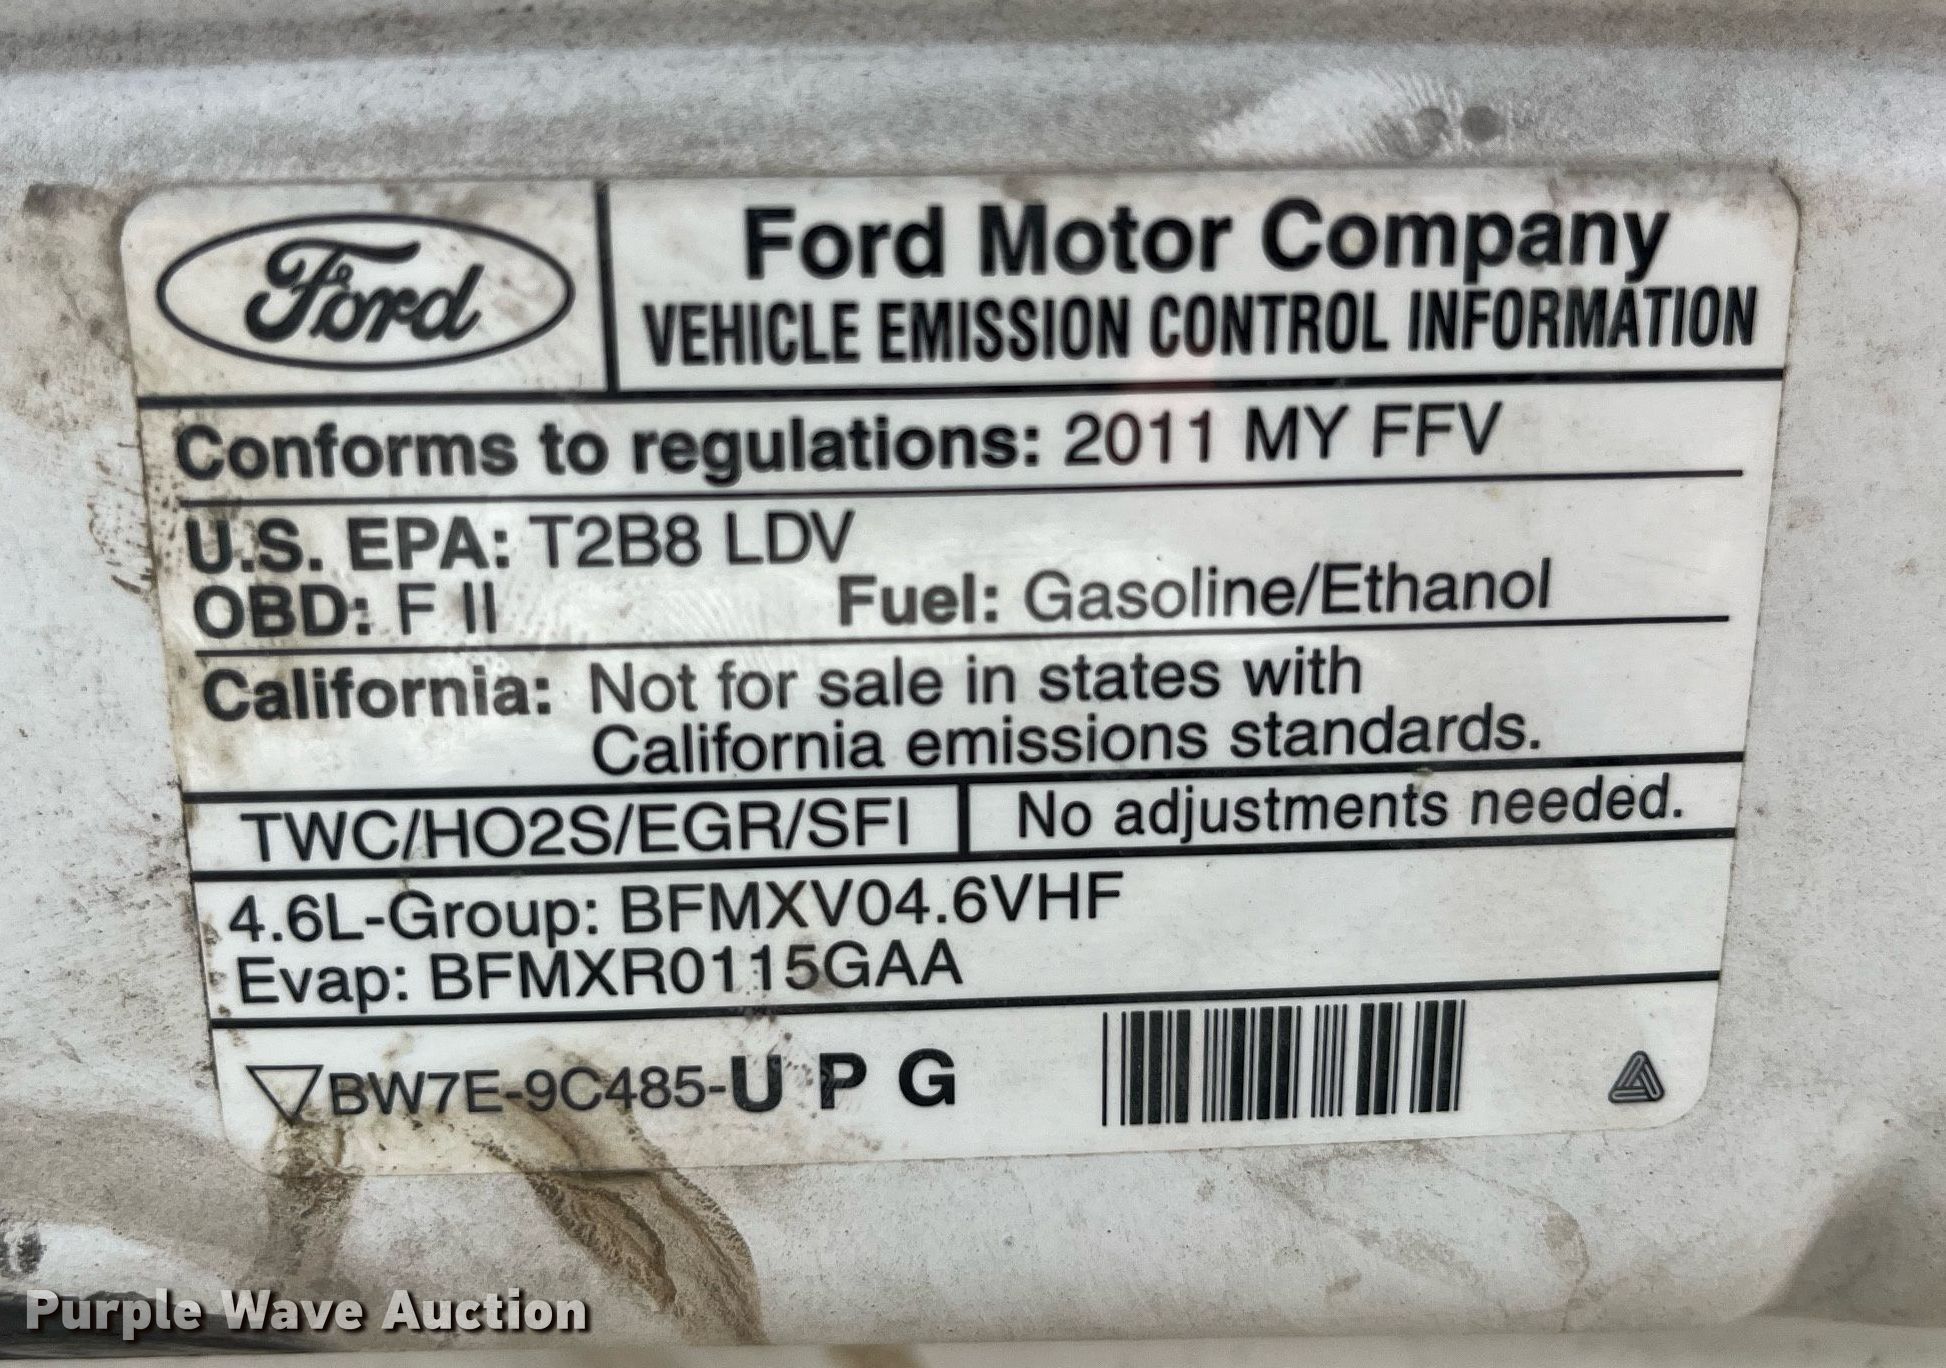 Ford
Ford Motor Company
VEHICLE EMISSION CONTROL INFORMATION
Conforms to regulations: 2011 MY FFV
U.S. EPA: T2B8 LDV
OBD: F II Fuel: Gasoline/Ethanol
California: Not for sale in states with
California emissions standards.
TWC/HO2S/EGR/SFI No adjustments needed.
4.6L-Group: BFMXV04.6VHF
Evap: BFMXR0115GAA
BW7E-9C485-U P G
Purple Wave Auction